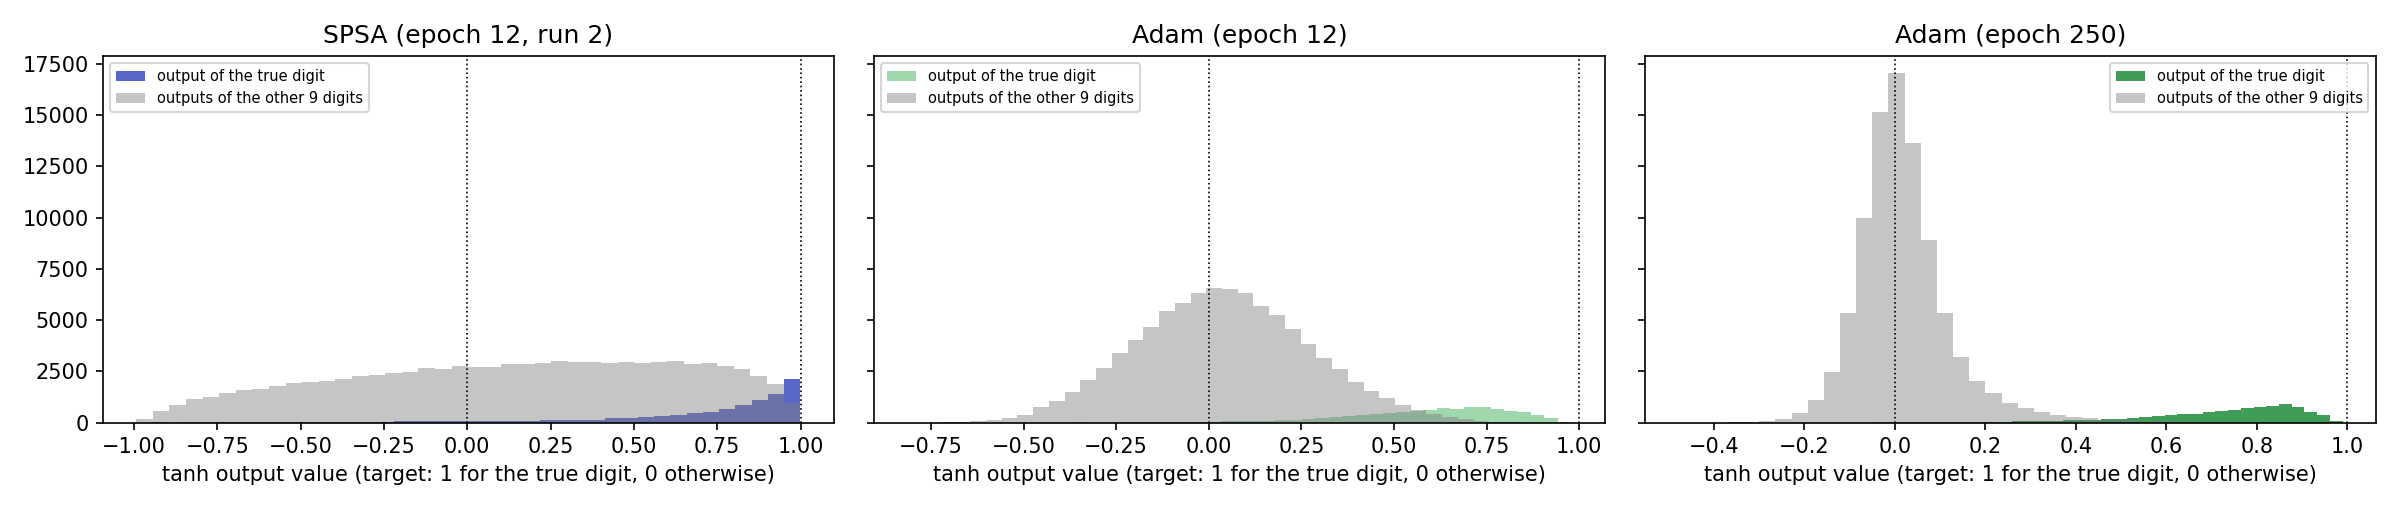 SPSA (epoch 12, run 2)
17500
15000
12500
10000
7500
5000
2500
0
output of the true digit
outputs of the other 9 digits
−1.00 −0.75 −0.50 −0.25 0.00 0.25 0.50 0.75 1.00
tanh output value (target: 1 for the true digit, 0 otherwise)
Adam (epoch 12)
output of the true digit
outputs of the other 9 digits
−0.75 −0.50 −0.25 0.00 0.25 0.50 0.75 1.00
tanh output value (target: 1 for the true digit, 0 otherwise)
Adam (epoch 250)
output of the true digit
outputs of the other 9 digits
−0.4 −0.2 0.0 0.2 0.4 0.6 0.8 1.0
tanh output value (target: 1 for the true digit, 0 otherwise)